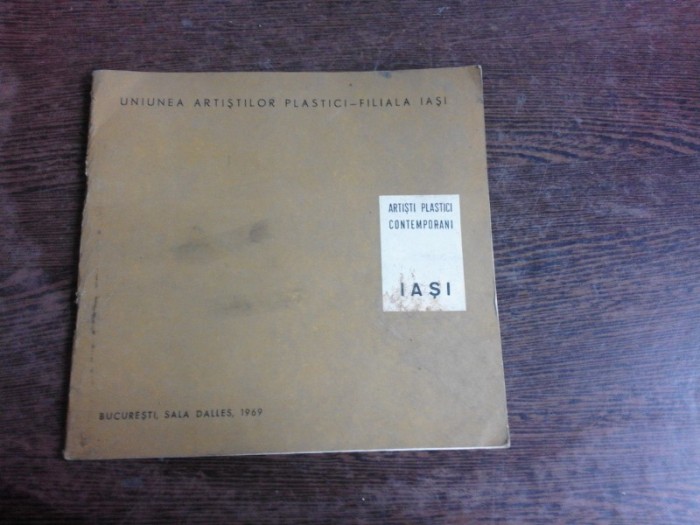 UNIUNEA ARTIȘTILOR PLASTICI–FILIALA IAȘI
ARTIȘTI PLASTICI
CONTEMPORANI
IAȘI
BUCUREȘTI, SALA DALLES, 1969